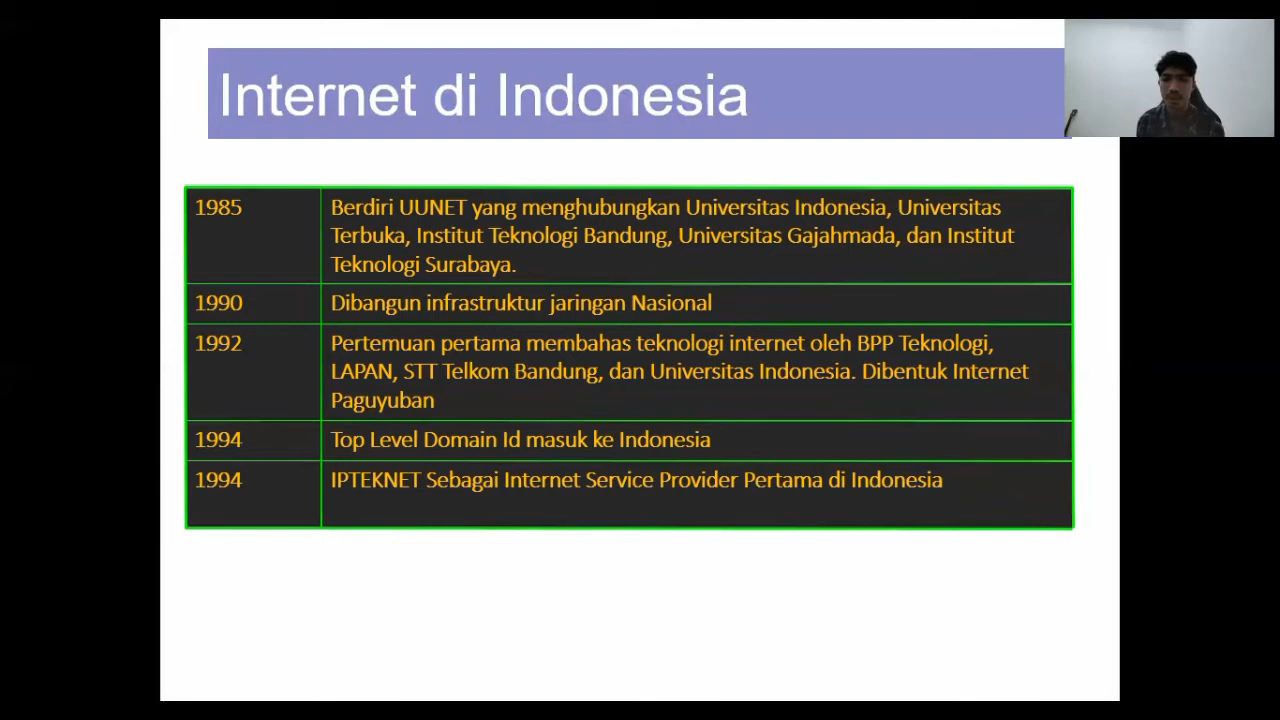 Internet di Indonesia
1985
Berdiri UUNET yang menghubungkan Universitas Indonesia, Universitas
Terbuka, Institut Teknologi Bandung, Universitas Gajahmada, dan Institut
Teknologi Surabaya.
1990
Dibangun infrastruktur jaringan Nasional
1992
Pertemuan pertama membahas teknologi internet oleh BPP Teknologi,
LAPAN, STT Telkom Bandung, dan Universitas Indonesia. Dibentuk Internet
Paguyuban
1994
Top Level Domain Id masuk ke Indonesia
1994
IPTEKNET Sebagai Internet Service Provider Pertama di Indonesia